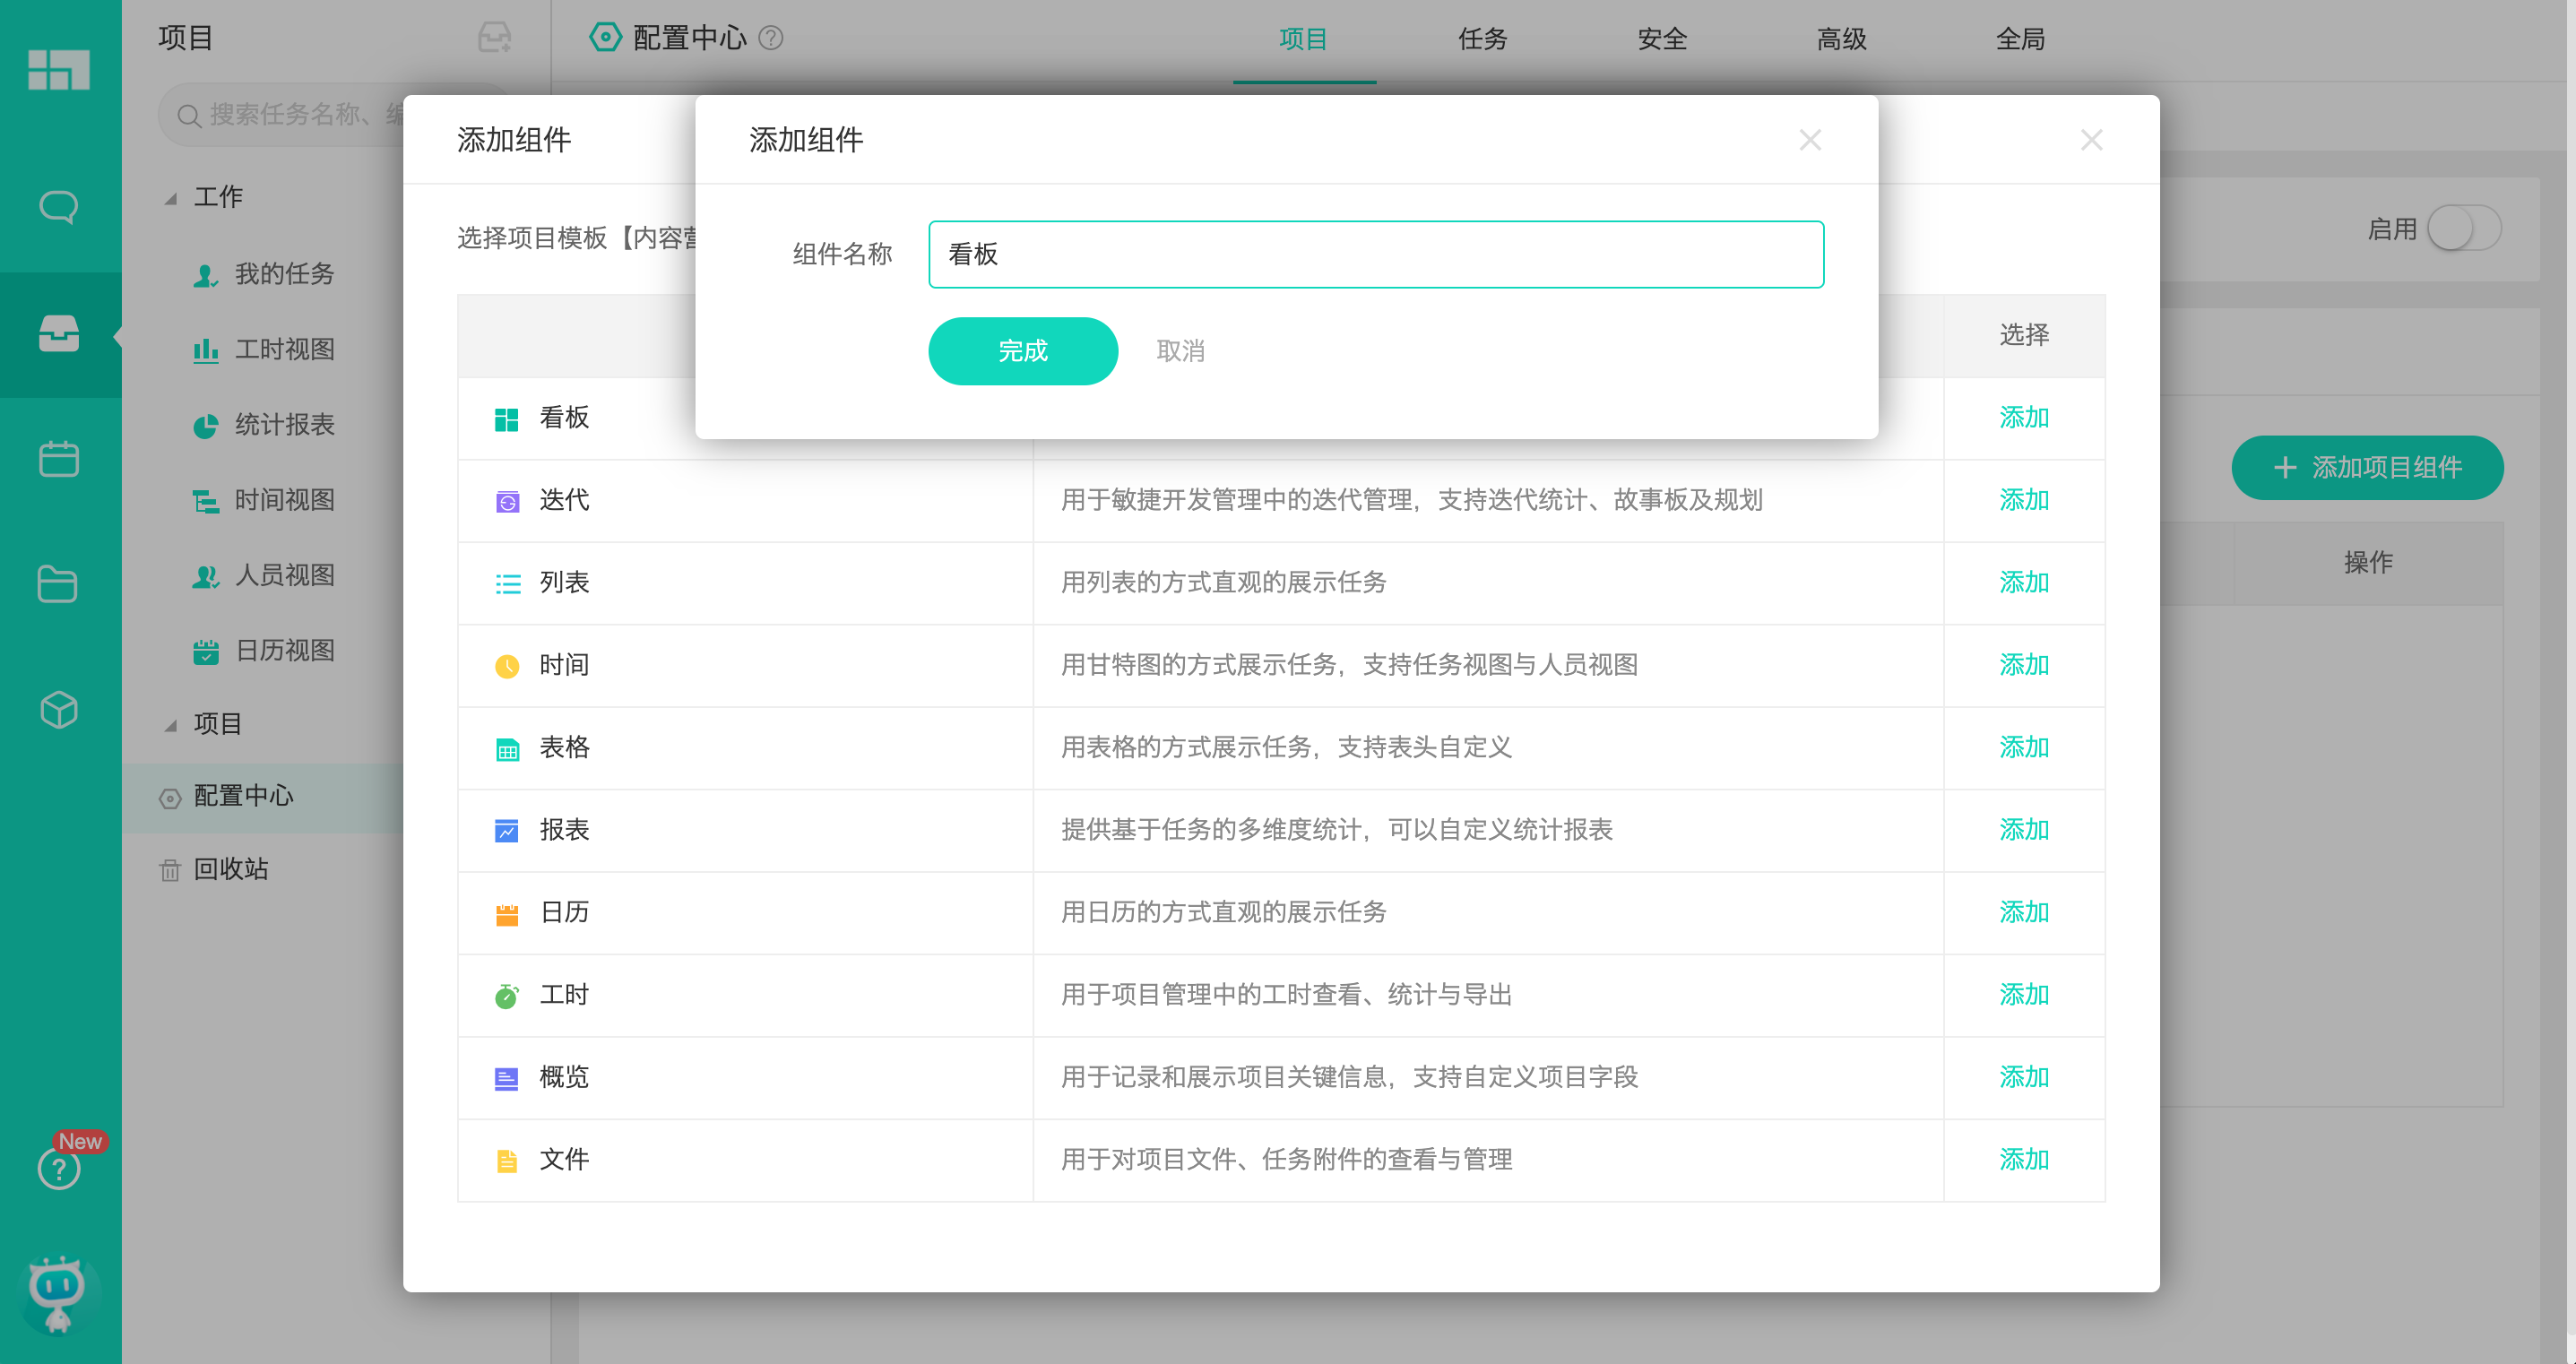 项目
搜索任务名称、编
工作
我的任务
工时视图
统计报表
时间视图
人员视图
日历视图
项目
配置中心
回收站
New
配置中心
项目
任务
安全
高级
全局
启用
添加项目组件
操作
添加组件
选择项目模板【内容营
选择
看板
添加
迭代
用于敏捷开发管理中的迭代管理，支持迭代统计、故事板及规划
添加
列表
用列表的方式直观的展示任务
添加
时间
用甘特图的方式展示任务，支持任务视图与人员视图
添加
表格
用表格的方式展示任务，支持表头自定义
添加
报表
提供基于任务的多维度统计，可以自定义统计报表
添加
日历
用日历的方式直观的展示任务
添加
工时
用于项目管理中的工时查看、统计与导出
添加
概览
用于记录和展示项目关键信息，支持自定义项目字段
添加
文件
用于对项目文件、任务附件的查看与管理
添加
添加组件
组件名称
看板
完成
取消